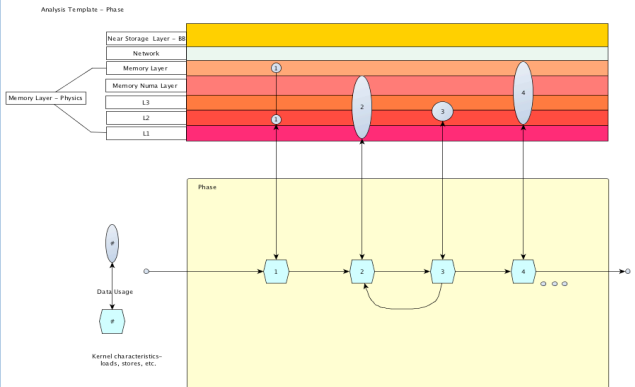 Analysis Template – Phase
Near Storage Layer – BB
Network
Memory Layer
Memory Numa Layer
L3
L2
L1
Memory Layer – Physics
1
1
2
3
4
Phase
#
Data Usage
#
Kernel characteristics–
loads, stores, etc.
1
2
3
4